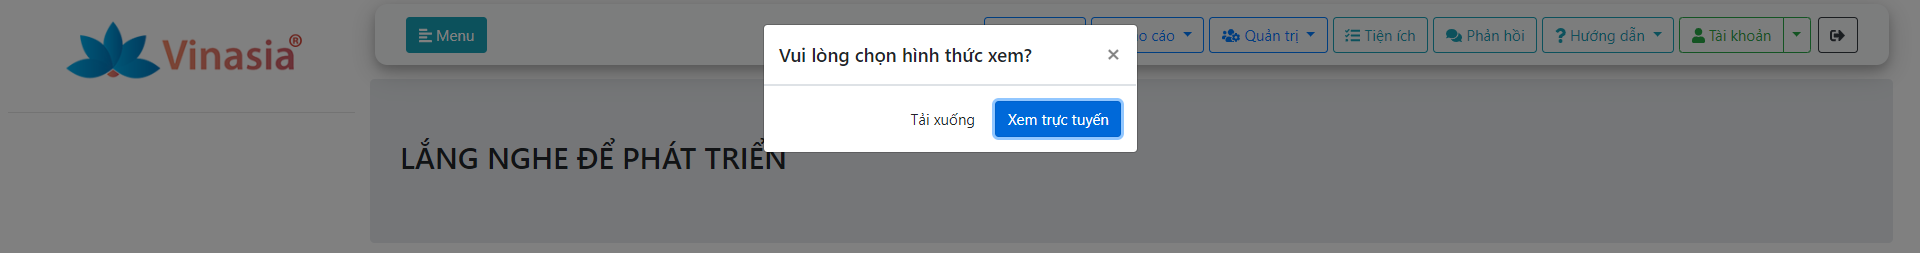 Vinasia®
Menu
o cáo
Quản trị
Tiện ích
Phản hồi
? Hướng dẫn
Tài khoản
Vui lòng chọn hình thức xem?
×
Tải xuống
Xem trực tuyến
LẮNG NGHE ĐỂ PHÁT TRIỂN